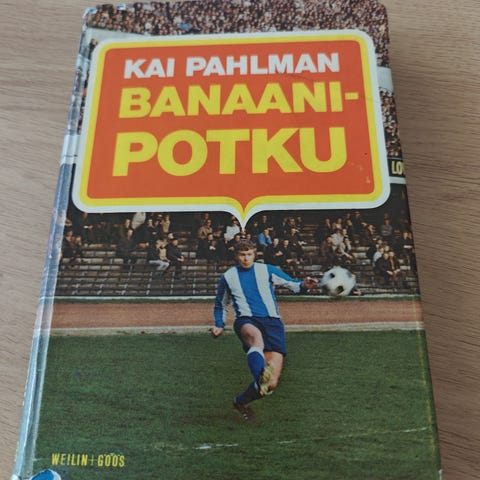 KAI PAHLMAN
BANAANI-
POTKU
WEILIN+GÖÖS